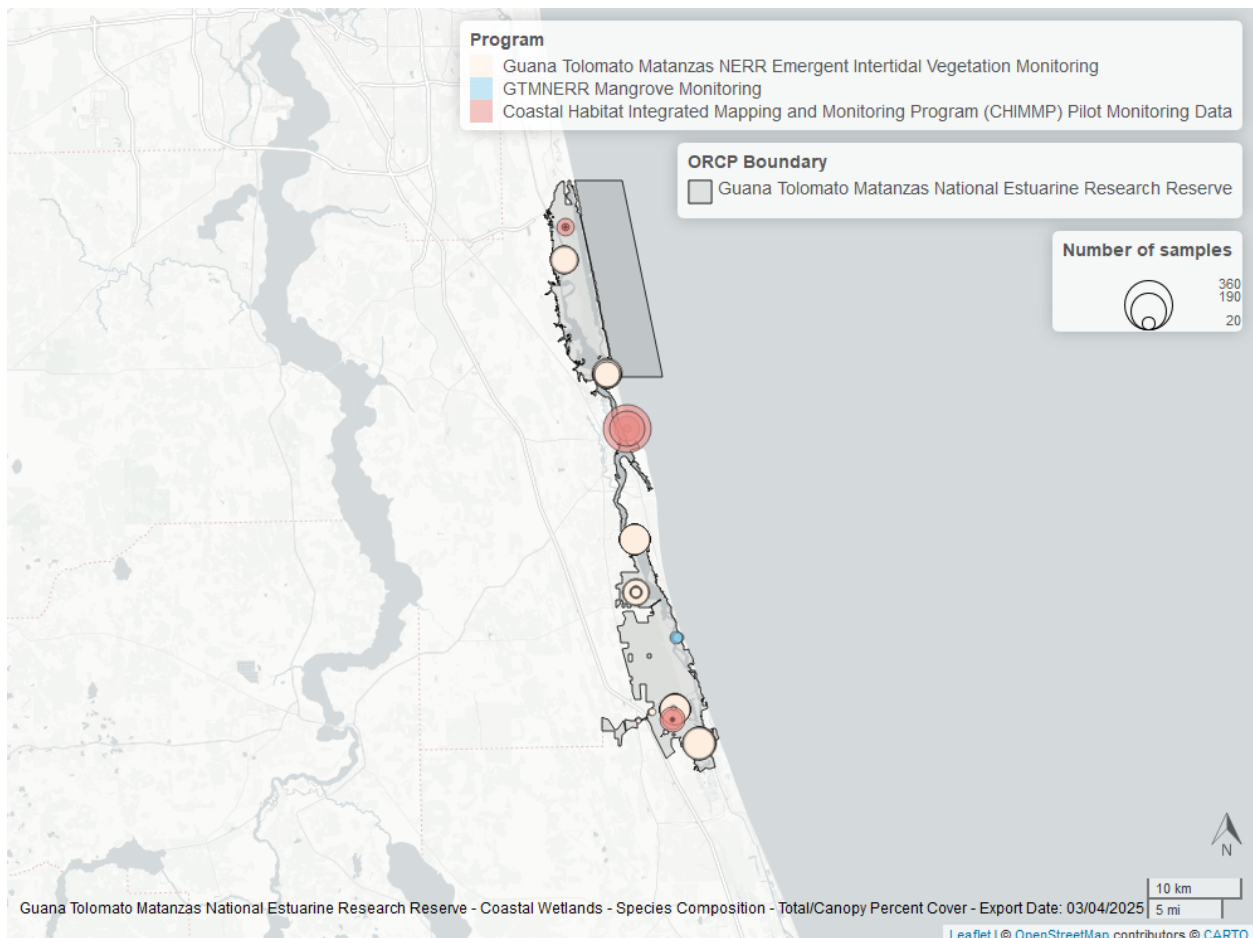 Program
Guana Tolomato Matanzas NERR Emergent Intertidal Vegetation Monitoring
GTMNERR Mangrove Monitoring
Coastal Habitat Integrated Mapping and Monitoring Program (CHIMMP) Pilot Monitoring Data
ORCP Boundary
Guana Tolomato Matanzas National Estuarine Research Reserve
Number of samples
360
190
20
N
10 km
5 mi
Guana Tolomato Matanzas National Estuarine Research Reserve - Coastal Wetlands - Species Composition - Total/Canopy Percent Cover - Export Date: 03/04/2025
Leaflet | © OpenStreetMap contributors © CARTO